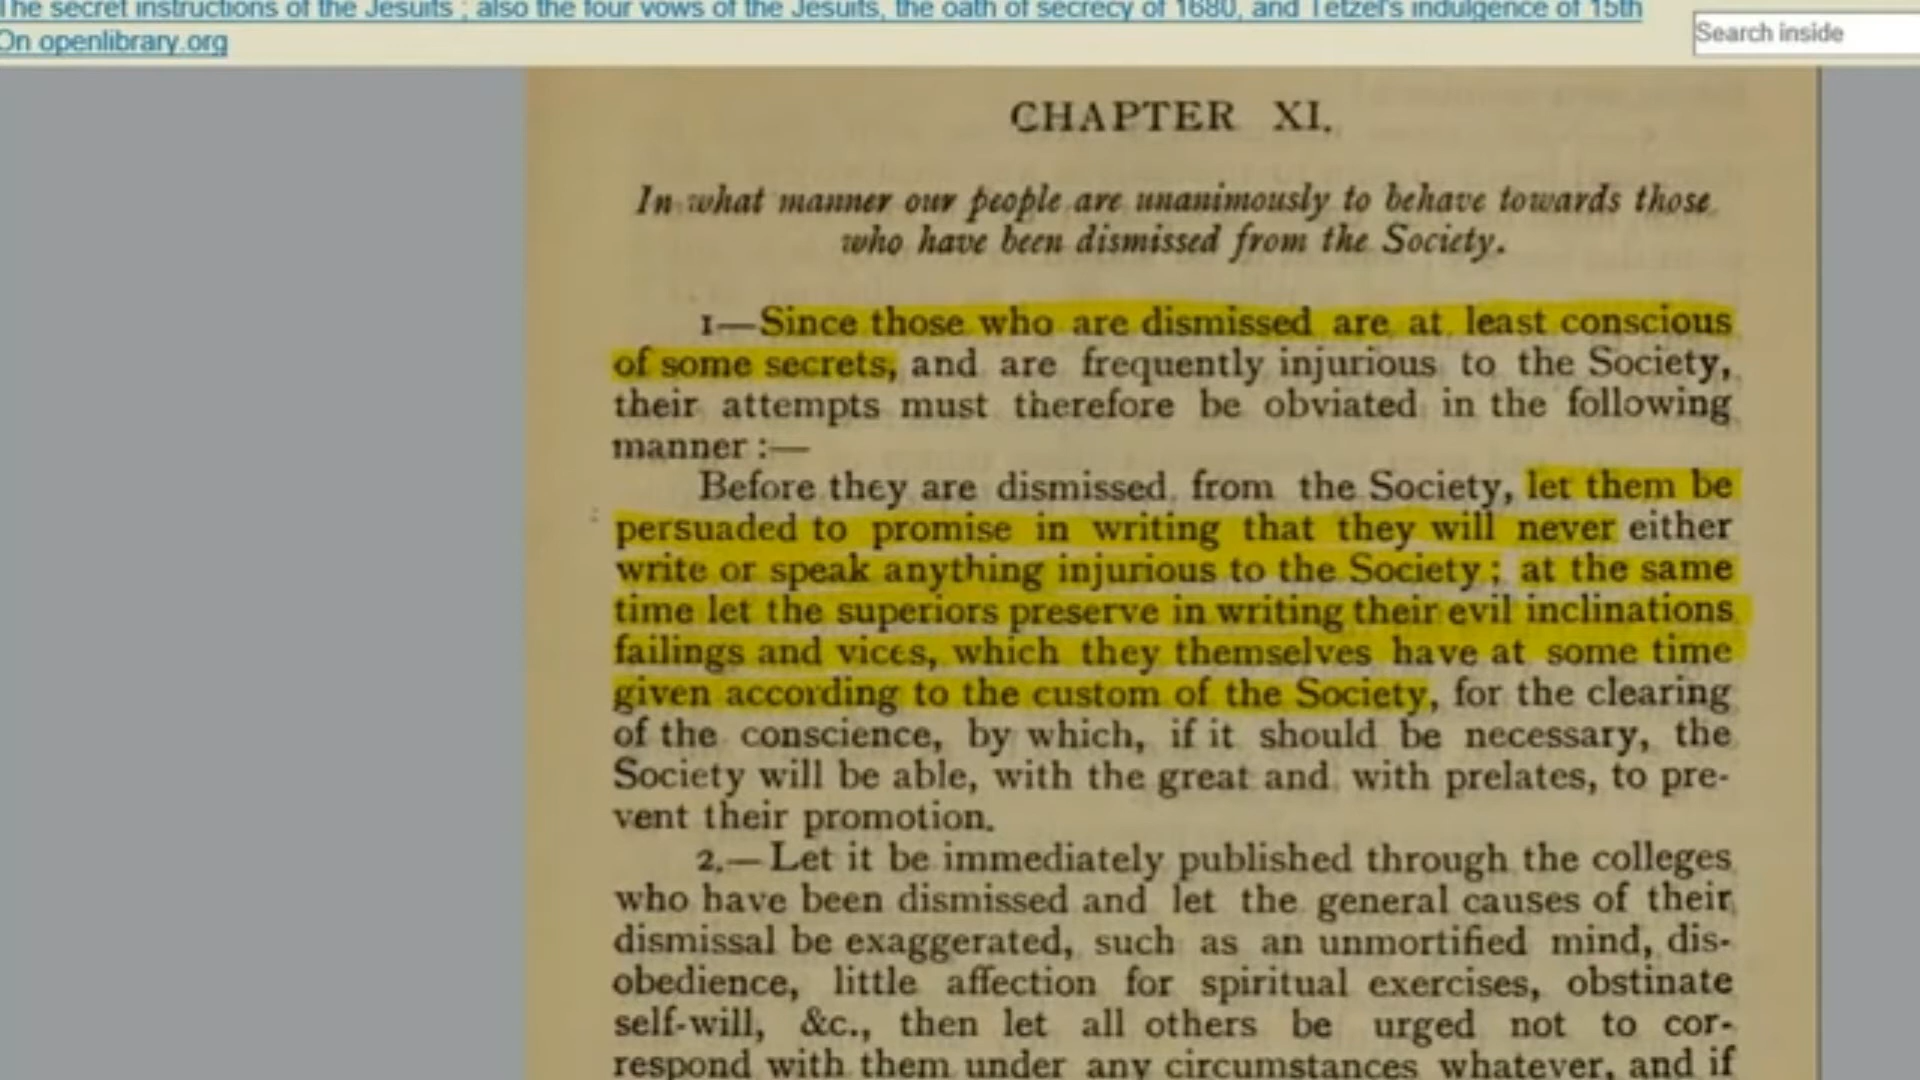 The secret instructions of the Jesuits ; also the four vows of the Jesuits, the oath of secrecy of 1680, and Tetzel's indulgence of 15th
On openlibrary.org
Search inside
CHAPTER XI.
In what manner our people are unanimously to behave towards those
who have been dismissed from the Society.
1—Since those who are dismissed are at least conscious
of some secrets, and are frequently injurious to the Society,
their attempts must therefore be obviated in the following
manner :—
Before they are dismissed from the Society, let them be
persuaded to promise in writing that they will never either
write or speak anything injurious to the Society ; at the same
time let the superiors preserve in writing their evil inclinations
failings and vices, which they themselves have at some time
given according to the custom of the Society, for the clearing
of the conscience, by which, if it should be necessary, the
Society will be able, with the great and with prelates, to pre-
vent their promotion.
2.—Let it be immediately published through the colleges
who have been dismissed and let the general causes of their
dismissal be exaggerated, such as an unmortified mind, dis-
obedience, little affection for spiritual exercises, obstinate
self-will, &c., then let all others be urged not to cor-
respond with them under any circumstances whatever, and if